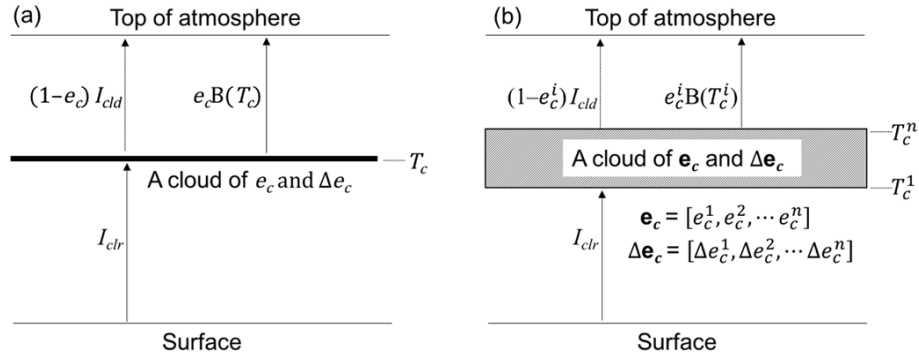 (a)
Top of atmosphere
(1−e_c) I_cld
e_cB(T_c)
T_c
A cloud of e_c and Δe_c
I_clr
Surface
(b)
Top of atmosphere
(1−e_c^i)I_cld
e_c^iB(T_c^i)
T_c^n
A cloud of e_c and Δe_c
T_c^1
e_c = [e_c^1, e_c^2, ⋯ e_c^n]
I_clr
Δe_c = [Δe_c^1, Δe_c^2, ⋯ Δe_c^n]
Surface